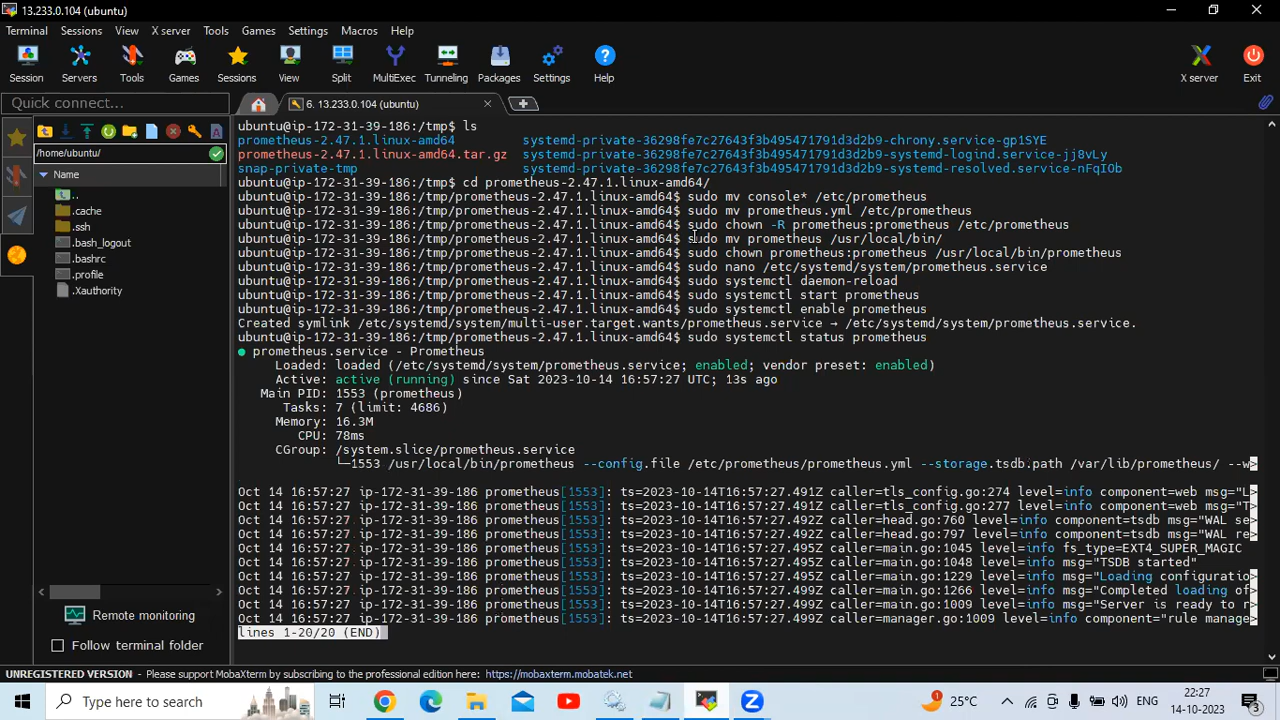 13.233.0.104 (ubuntu)
Terminal Sessions View X server Tools Games Settings Macros Help
Session Servers Tools Games Sessions View Split MultiExec Tunneling Packages Settings Help X server Exit
Quick connect...
6. 13.233.0.104 (ubuntu)
/home/ubuntu/
Name
..
.cache
.ssh
.bash_logout
.bashrc
.profile
.Xauthority
Remote monitoring
Follow terminal folder
ubuntu@ip-172-31-39-186:/tmp$ ls
prometheus-2.47.1.linux-amd64 systemd-private-36298fe7c27643f3b495471791d3d2b9-chrony.service-gp1SYE
prometheus-2.47.1.linux-amd64.tar.gz systemd-private-36298fe7c27643f3b495471791d3d2b9-systemd-logind.service-jj8vLy
snap-private-tmp systemd-private-36298fe7c27643f3b495471791d3d2b9-systemd-resolved.service-nFqIOb
ubuntu@ip-172-31-39-186:/tmp$ cd prometheus-2.47.1.linux-amd64/
ubuntu@ip-172-31-39-186:/tmp/prometheus-2.47.1.linux-amd64$ sudo mv console* /etc/prometheus
ubuntu@ip-172-31-39-186:/tmp/prometheus-2.47.1.linux-amd64$ sudo mv prometheus.yml /etc/prometheus
ubuntu@ip-172-31-39-186:/tmp/prometheus-2.47.1.linux-amd64$ sudo chown -R prometheus:prometheus /etc/prometheus
ubuntu@ip-172-31-39-186:/tmp/prometheus-2.47.1.linux-amd64$ sudo mv prometheus /usr/local/bin/
ubuntu@ip-172-31-39-186:/tmp/prometheus-2.47.1.linux-amd64$ sudo chown prometheus:prometheus /usr/local/bin/prometheus
ubuntu@ip-172-31-39-186:/tmp/prometheus-2.47.1.linux-amd64$ sudo nano /etc/systemd/system/prometheus.service
ubuntu@ip-172-31-39-186:/tmp/prometheus-2.47.1.linux-amd64$ sudo systemctl daemon-reload
ubuntu@ip-172-31-39-186:/tmp/prometheus-2.47.1.linux-amd64$ sudo systemctl start prometheus
ubuntu@ip-172-31-39-186:/tmp/prometheus-2.47.1.linux-amd64$ sudo systemctl enable prometheus
Created symlink /etc/systemd/system/multi-user.target.wants/prometheus.service → /etc/systemd/system/prometheus.service.
ubuntu@ip-172-31-39-186:/tmp/prometheus-2.47.1.linux-amd64$ sudo systemctl status prometheus
● prometheus.service - Prometheus
Loaded: loaded (/etc/systemd/system/prometheus.service; enabled; vendor preset: enabled)
Active: active (running) since Sat 2023-10-14 16:57:27 UTC; 13s ago
Main PID: 1553 (prometheus)
Tasks: 7 (limit: 4686)
Memory: 16.3M
CPU: 78ms
CGroup: /system.slice/prometheus.service
└─1553 /usr/local/bin/prometheus --config.file /etc/prometheus/prometheus.yml --storage.tsdb.path /var/lib/prometheus/ --w>
Oct 14 16:57:27 ip-172-31-39-186 prometheus[1553]: ts=2023-10-14T16:57:27.491Z caller=tls_config.go:274 level=info component=web msg="L>
Oct 14 16:57:27 ip-172-31-39-186 prometheus[1553]: ts=2023-10-14T16:57:27.491Z caller=tls_config.go:277 level=info component=web msg="T>
Oct 14 16:57:27 ip-172-31-39-186 prometheus[1553]: ts=2023-10-14T16:57:27.492Z caller=head.go:760 level=info component=tsdb msg="WAL se>
Oct 14 16:57:27 ip-172-31-39-186 prometheus[1553]: ts=2023-10-14T16:57:27.492Z caller=head.go:797 level=info component=tsdb msg="WAL re>
Oct 14 16:57:27 ip-172-31-39-186 prometheus[1553]: ts=2023-10-14T16:57:27.495Z caller=main.go:1045 level=info fs_type=EXT4_SUPER_MAGIC
Oct 14 16:57:27 ip-172-31-39-186 prometheus[1553]: ts=2023-10-14T16:57:27.495Z caller=main.go:1048 level=info msg="TSDB started"
Oct 14 16:57:27 ip-172-31-39-186 prometheus[1553]: ts=2023-10-14T16:57:27.495Z caller=main.go:1229 level=info msg="Loading configuratio>
Oct 14 16:57:27 ip-172-31-39-186 prometheus[1553]: ts=2023-10-14T16:57:27.499Z caller=main.go:1266 level=info msg="Completed loading of>
Oct 14 16:57:27 ip-172-31-39-186 prometheus[1553]: ts=2023-10-14T16:57:27.499Z caller=main.go:1009 level=info msg="Server is ready to r>
Oct 14 16:57:27 ip-172-31-39-186 prometheus[1553]: ts=2023-10-14T16:57:27.499Z caller=manager.go:1009 level=info component="rule manage>
lines 1-20/20 (END)
UNREGISTERED VERSION - Please support MobaXterm by subscribing to the professional edition here: https://mobaxterm.mobatek.net
Type here to search
1
25°C
ENG
22:27
14-10-2023
3